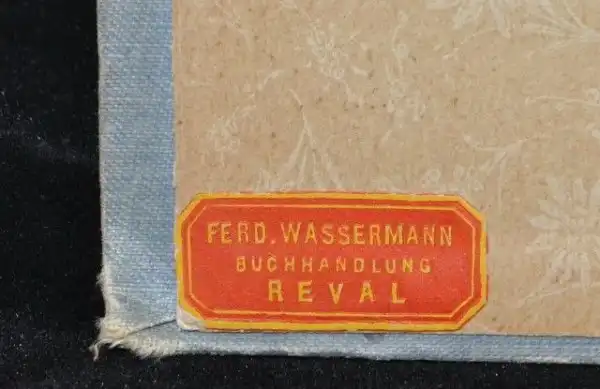 FERD. WASSERMANN
BUCHHANDLUNG
REVAL